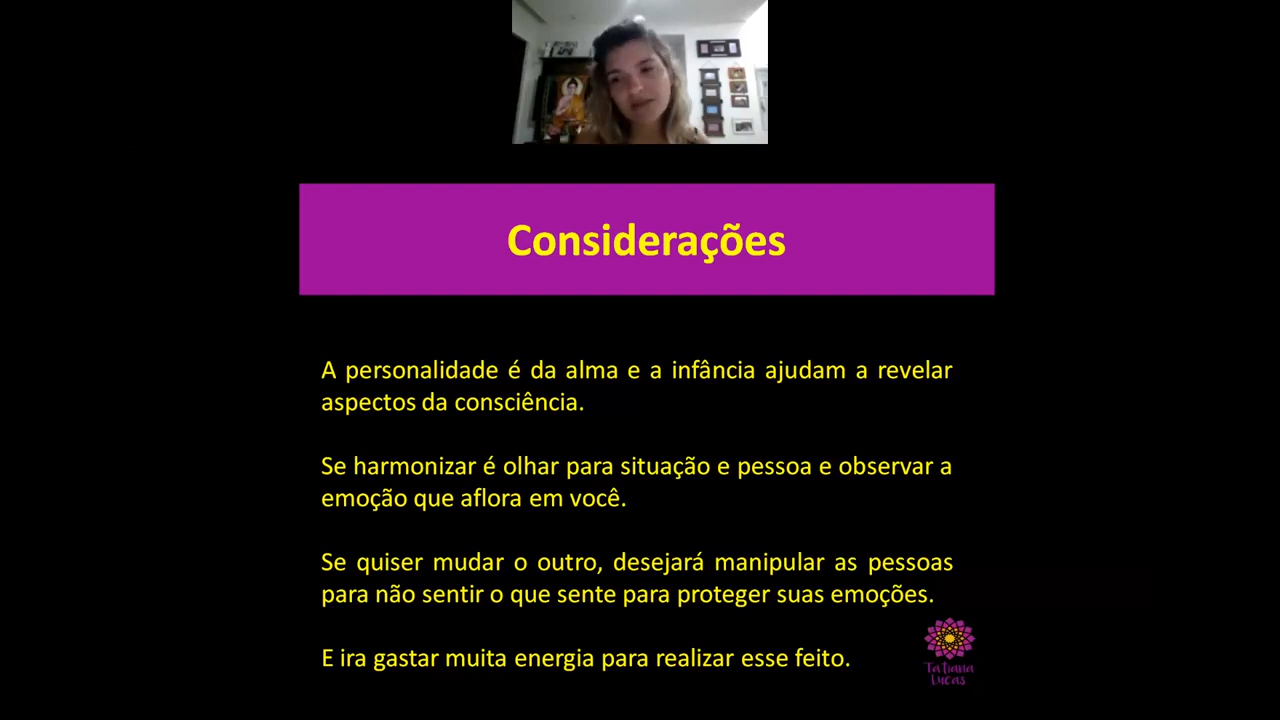 Considerações
A personalidade é da alma e a infância ajudam a revelar
aspectos da consciência.
Se harmonizar é olhar para situação e pessoa e observar a
emoção que aflora em você.
Se quiser mudar o outro, desejará manipular as pessoas
para não sentir o que sente para proteger suas emoções.
E ira gastar muita energia para realizar esse feito.
Tatiana
Lucas